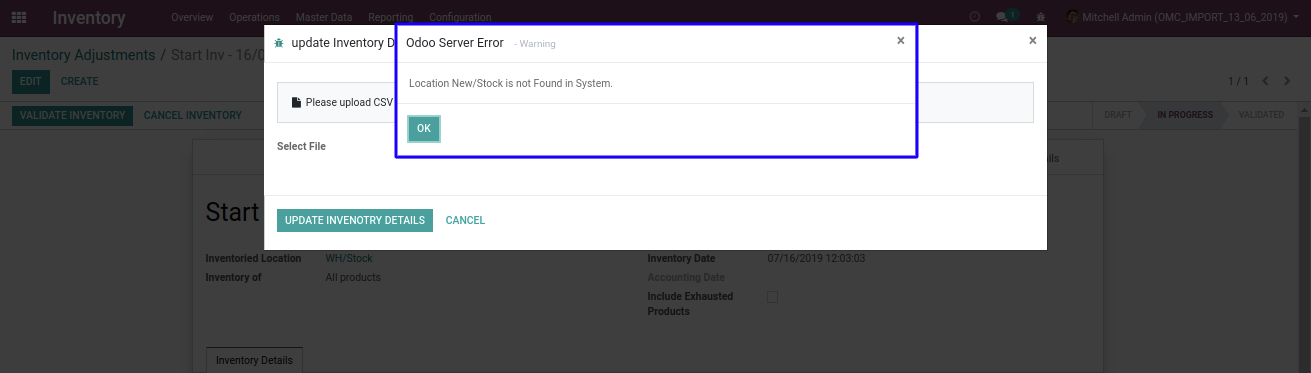 Inventory Overview Operations Master Data Reporting Configuration 1 Mitchell Admin (OMC_IMPORT_13_06_2019)
Inventory Adjustments / Start Inv - 16/0
EDIT CREATE 1 / 1
VALIDATE INVENTORY CANCEL INVENTORY DRAFT IN PROGRESS VALIDATED
update Inventory D ×
Odoo Server Error - Warning ×
Location New/Stock is not Found in System.
OK
Please upload CSV
Select File
UPDATE INVENOTRY DETAILS CANCEL
ils
Start
Inventoried Location WH/Stock Inventory Date 07/16/2019 12:03:03
Inventory of All products Accounting Date
Include Exhausted
Products
Inventory Details